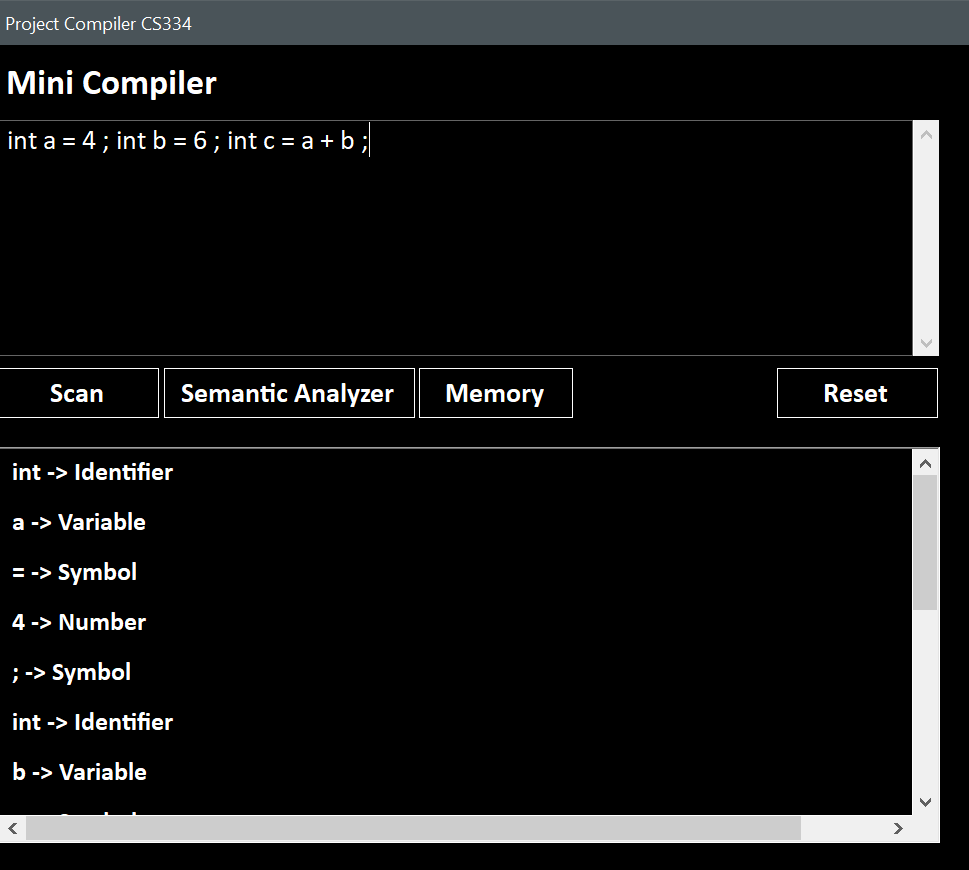 Project Compiler CS334
Mini Compiler
int a = 4 ; int b = 6 ; int c = a + b ;
Scan
Semantic Analyzer
Memory
Reset
int -> Identifier
a -> Variable
= -> Symbol
4 -> Number
; -> Symbol
int -> Identifier
b -> Variable